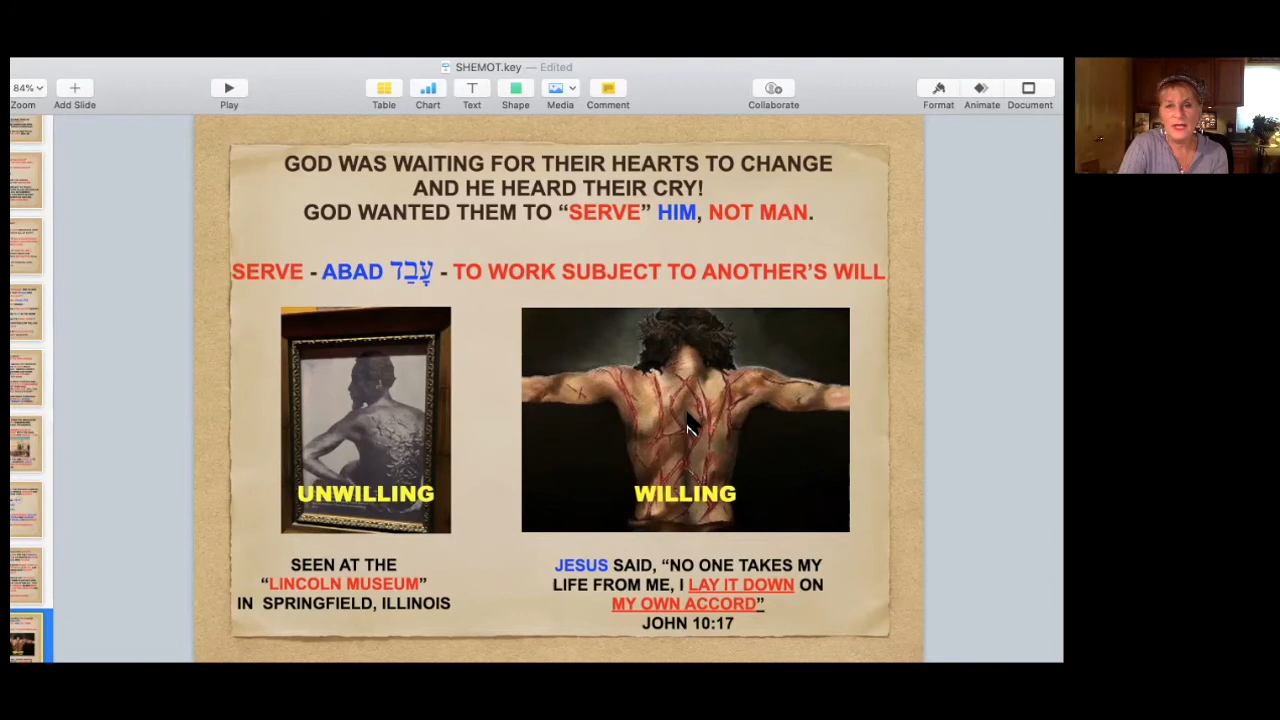 SHEMOT.key — Edited
84%
Zoom
Add Slide
Play
Table
Chart
Text
Shape
Media
Comment
Collaborate
Format
Animate
Document
GOD WAS WAITING FOR THEIR HEARTS TO CHANGE
AND HE HEARD THEIR CRY!
GOD WANTED THEM TO “SERVE” HIM, NOT MAN.
SERVE - ABAD עָבַד - TO WORK SUBJECT TO ANOTHER’S WILL
UNWILLING
WILLING
SEEN AT THE
“LINCOLN MUSEUM”
IN SPRINGFIELD, ILLINOIS
JESUS SAID, “NO ONE TAKES MY
LIFE FROM ME, I LAY IT DOWN ON
MY OWN ACCORD”
JOHN 10:17